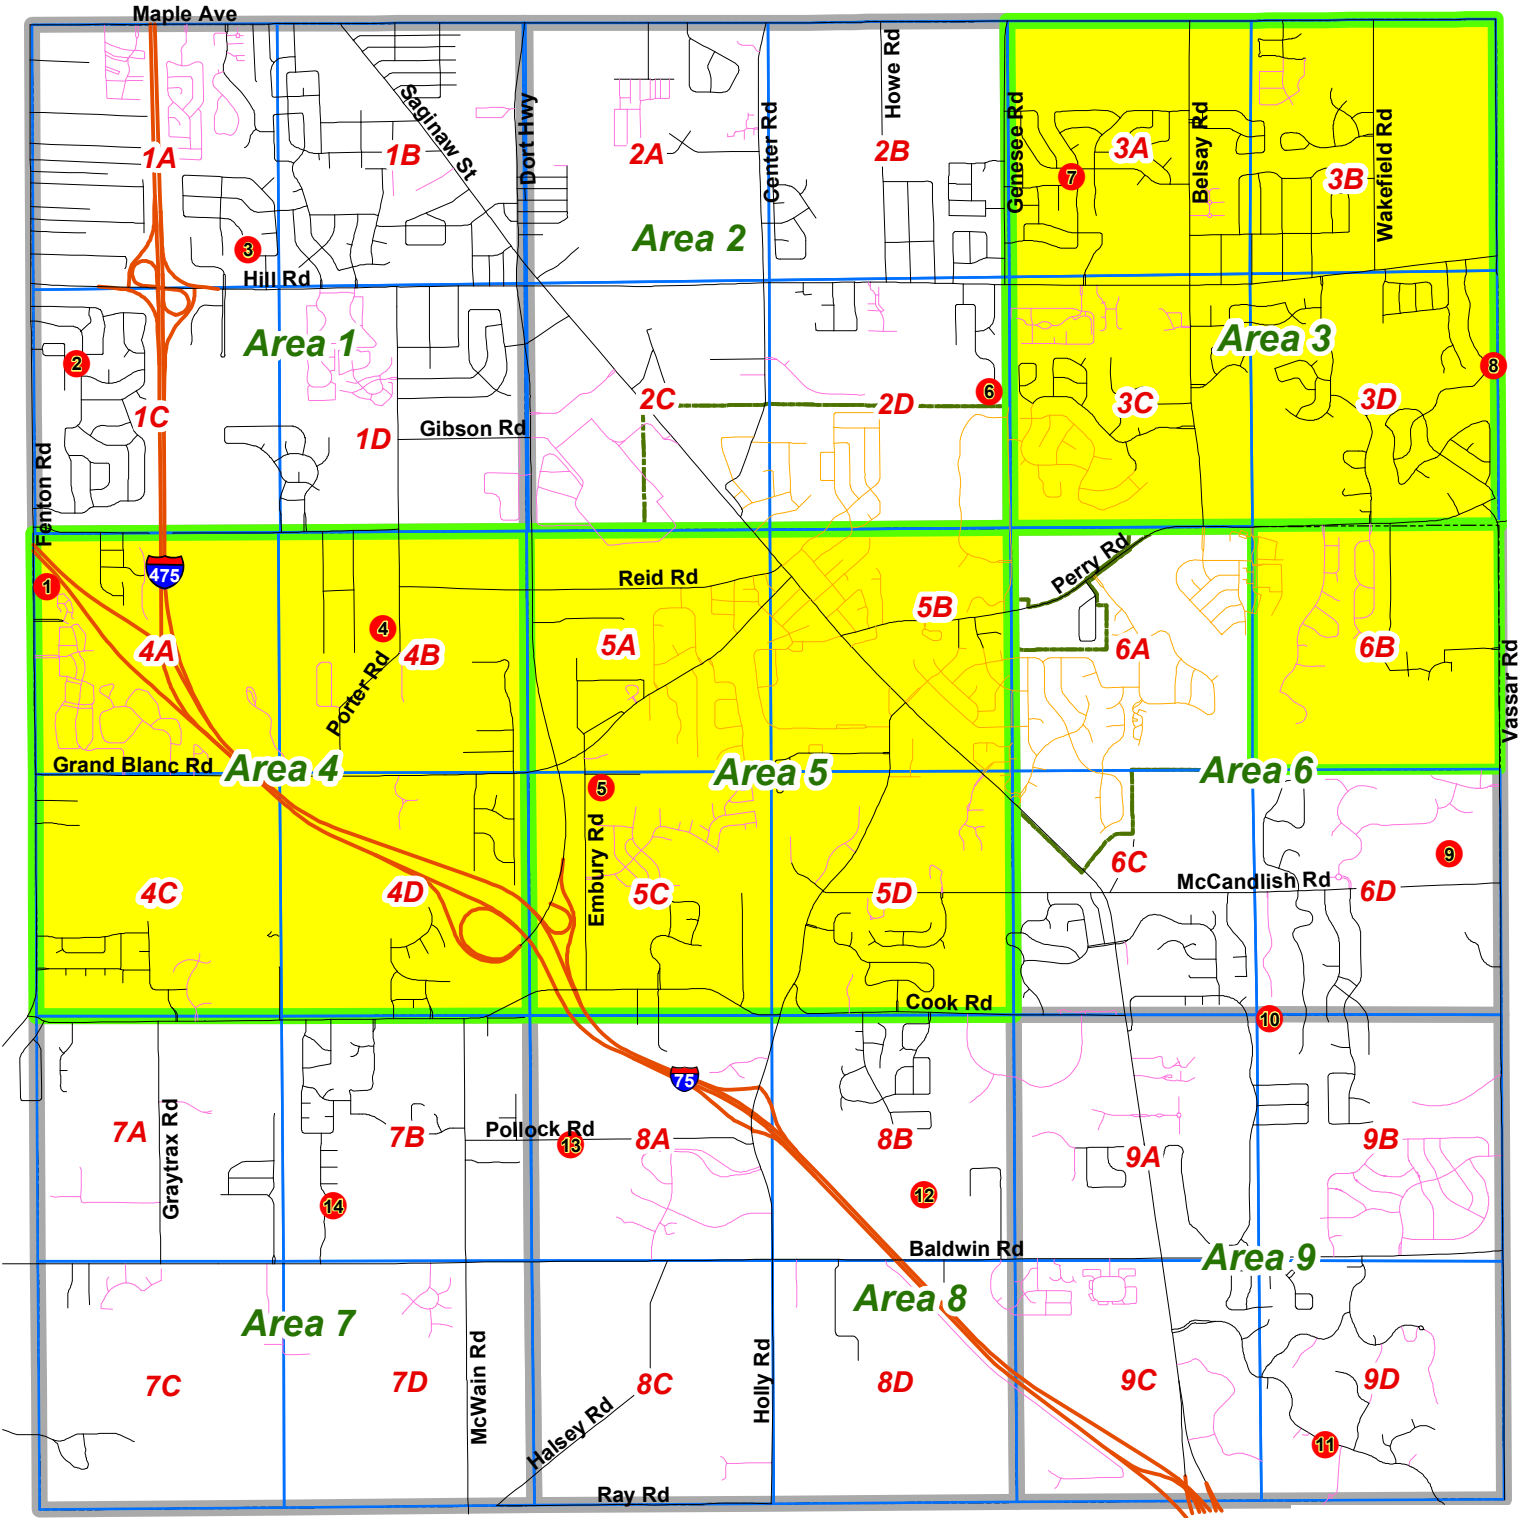 Maple Ave
Saginaw St
Dort Hwy
Center Rd
Howe Rd
Genesee Rd
Belsay Rd
Wakefield Rd
1A
1B
2A
2B
3A
3B
7
3
Hill Rd
Area 2
Area 1
Area 3
2
6
8
1C
1D
Gibson Rd
2C
2D
3C
3D
Fenton Rd
475
1
Reid Rd
Perry Rd
4
4A
4B
Porter Rd
5A
5B
6A
6B
Vassar Rd
Grand Blanc Rd
Area 4
Area 5
Area 6
5
Embury Rd
9
4C
4D
5C
5D
6C
McCandlish Rd
6D
Cook Rd
10
75
7A
Graytrax Rd
7B
Pollock Rd
13
8A
8B
9A
9B
14
12
Baldwin Rd
Area 9
Area 7
Area 8
7C
7D
McWain Rd
8C
Halsey Rd
Holly Rd
8D
9C
9D
11
Ray Rd